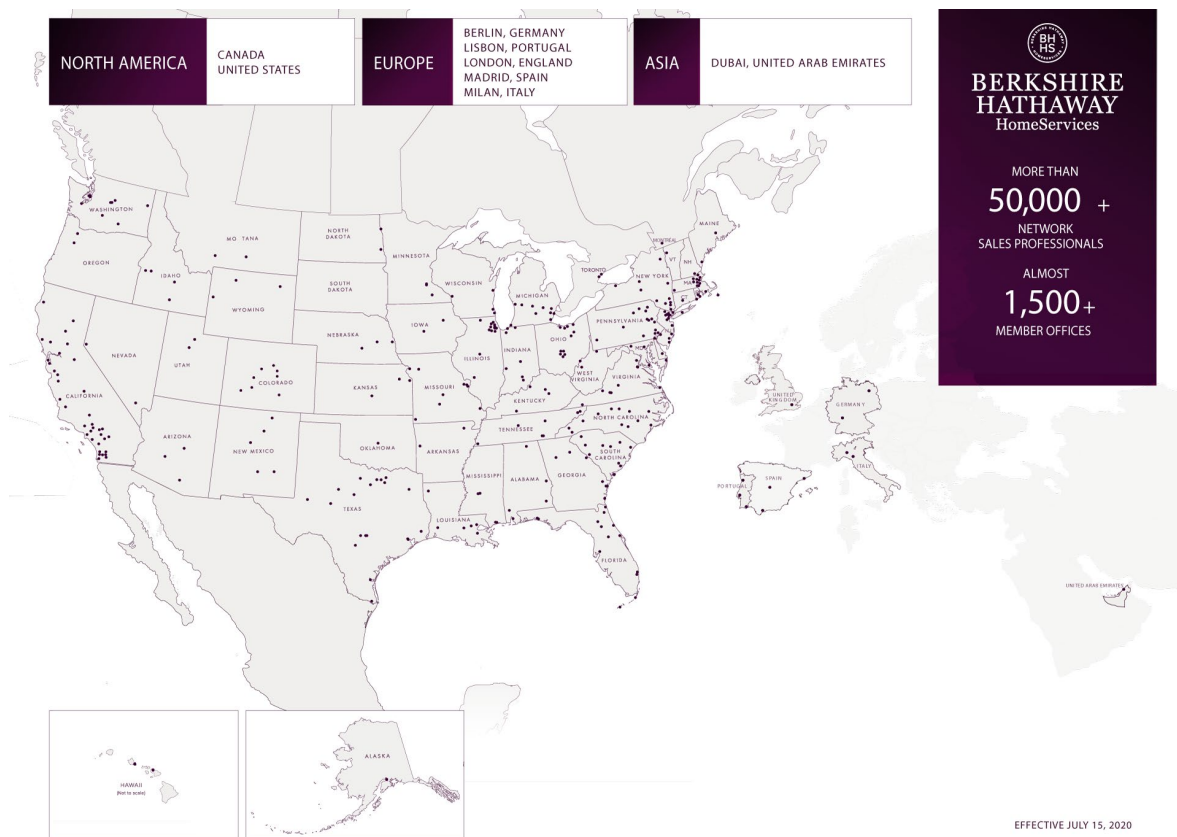 NORTH AMERICA
CANADA
UNITED STATES
EUROPE
BERLIN, GERMANY
LISBON, PORTUGAL
LONDON, ENGLAND
MADRID, SPAIN
MILAN, ITALY
ASIA
DUBAI, UNITED ARAB EMIRATES
BH
HS
BERKSHIRE
HATHAWAY
HomeServices
MORE THAN
50,000 +
NETWORK
SALES PROFESSIONALS
ALMOST
1,500+
MEMBER OFFICES
WASHINGTON
OREGON
IDAHO
MO TANA
NORTH
DAKOTA
SOUTH
DAKOTA
MINNESOTA
WISCONSIN
MICHIGAN
TORONTO
MONTREAL
MAINE
VT
NH
MA
NEW YORK
WYOMING
NEBRASKA
IOWA
ILLINOIS
INDIANA
OHIO
PENNSYLVANIA
NEVADA
UTAH
COLORADO
KANSAS
MISSOURI
KENTUCKY
WEST
VIRGINIA
VIRGINIA
CALIFORNIA
ARIZONA
NEW MEXICO
OKLAHOMA
ARKANSAS
TENNESSEE
NORTH CAROLINA
SOUTH
CAROLINA
TEXAS
LOUISIANA
MISSISSIPPI
ALABAMA
GEORGIA
FLORIDA
UNITED
KINGDOM
GERMANY
ITALY
PORTUGAL
SPAIN
UNITED ARAB EMIRATES
HAWAII
(Not to scale)
ALASKA
EFFECTIVE JULY 15, 2020